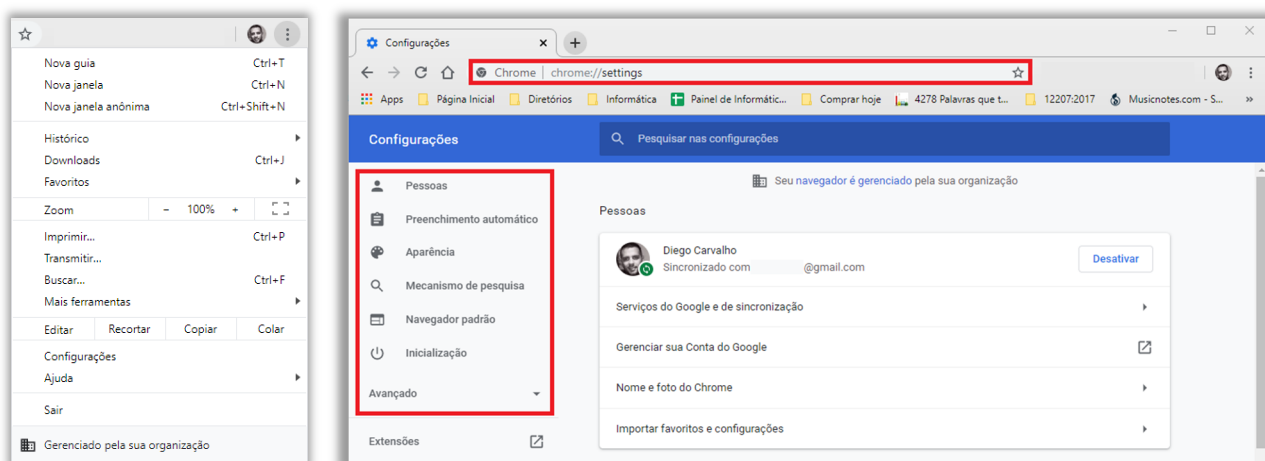 Nova guia Ctrl+T
Nova janela Ctrl+N
Nova janela anônima Ctrl+Shift+N
Histórico
Downloads Ctrl+J
Favoritos
Zoom - 100% +
Imprimir... Ctrl+P
Transmitir...
Buscar... Ctrl+F
Mais ferramentas
Editar Recortar Copiar Colar
Configurações
Ajuda
Sair
Gerenciado pela sua organização
Configurações
Chrome | chrome://settings
Apps Página Inicial Diretórios Informática Painel de Informátic... Comprar hoje 4278 Palavras que t... 12207:2017 Musicnotes.com - S... »
Configurações
Pesquisar nas configurações
Pessoas
Preenchimento automático
Aparência
Mecanismo de pesquisa
Navegador padrão
Inicialização
Avançado
Extensões
Seu navegador é gerenciado pela sua organização
Pessoas
Diego Carvalho
Sincronizado com @gmail.com
Desativar
Serviços do Google e de sincronização
Gerenciar sua Conta do Google
Nome e foto do Chrome
Importar favoritos e configurações